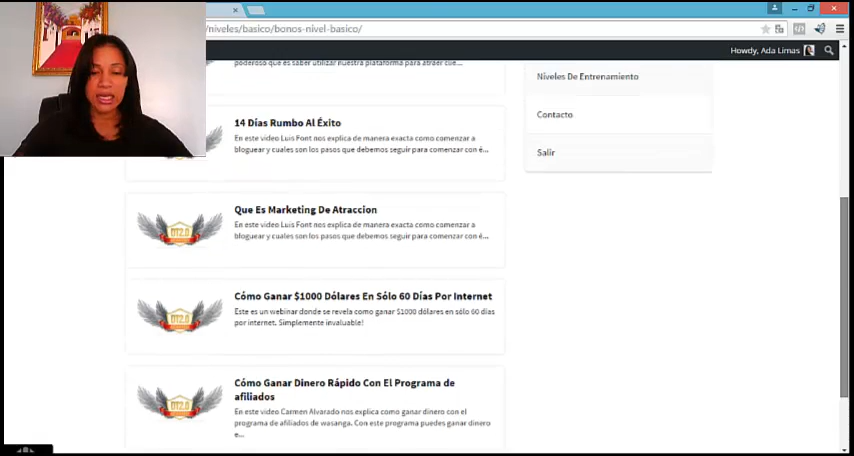 /niveles/basico/bonos-nivel-basico/
Howdy, Ada Limas
poderoso que es saber utilizar nuestra plataforma para atraer clie...
Niveles De Entrenamiento
Contacto
Salir
14 Días Rumbo Al Éxito
En este video Luis Font nos explica de manera exacta como comenzar a
bloguear y cuales son los pasos que debemos seguir para comenzar con é...
DT2.0
Que Es Marketing De Atraccion
En este video Luis Font nos explica de manera exacta como comenzar a
bloguear y cuales son los pasos que debemos seguir para comenzar con é...
DT2.0
Cómo Ganar $1000 Dólares En Sólo 60 Días Por Internet
Este es un webinar donde se revela como ganar $1000 dólares en sólo 60 días
por internet. Simplemente invaluable!
DT2.0
Cómo Ganar Dinero Rápido Con El Programa de
afiliados
En este video Carmen Alvarado nos explica como ganar dinero con el
programa de afiliados de wasanga. Con este programa puedes ganar dinero
e...